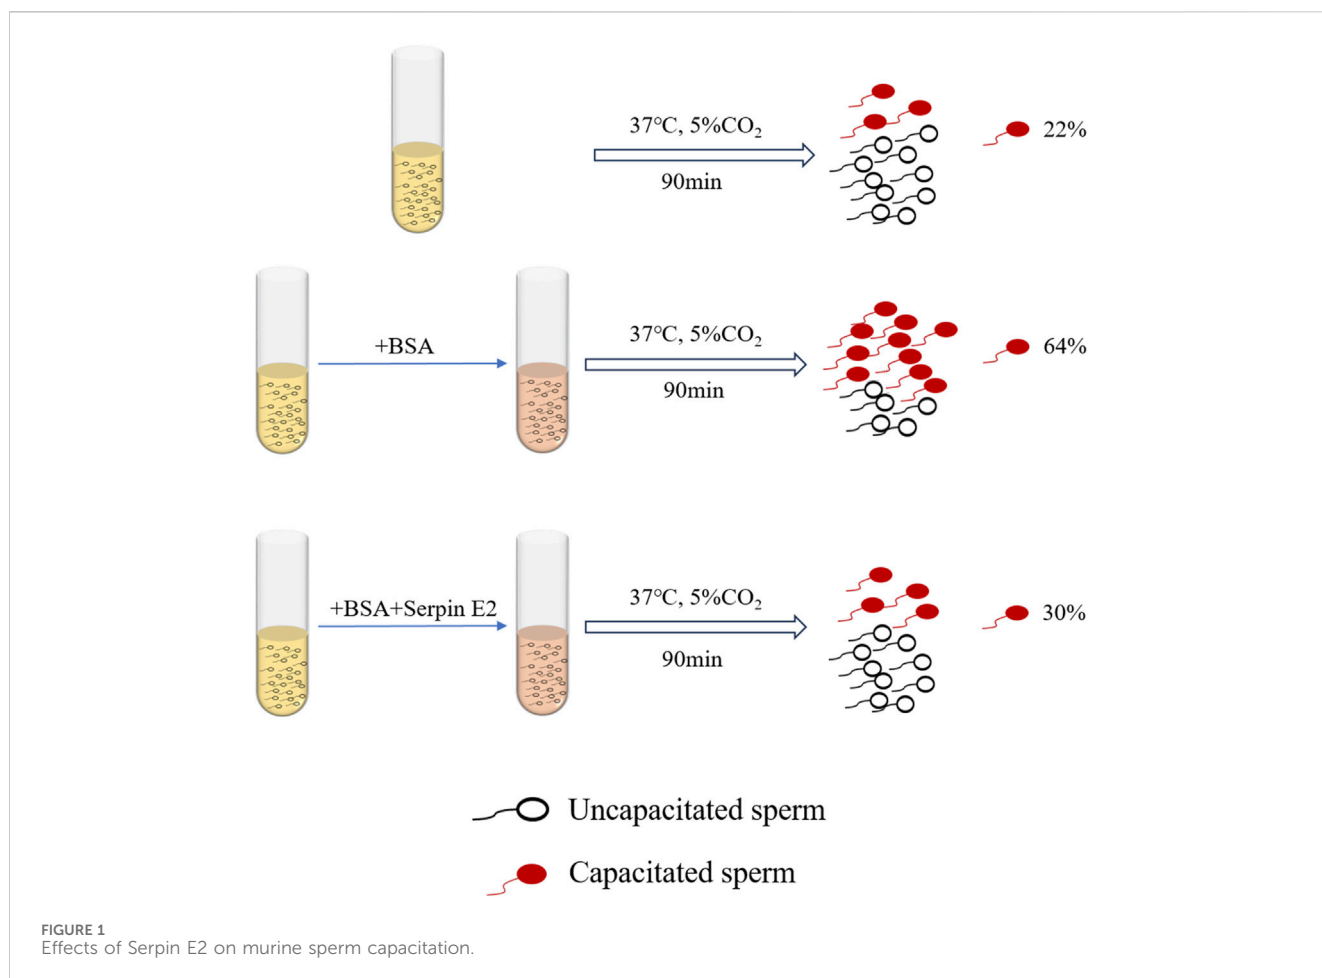 37℃, 5%CO₂
90min
22%
+BSA
37℃, 5%CO₂
90min
64%
+BSA+Serpin E2
37℃, 5%CO₂
90min
30%
Uncapacitated sperm
Capacitated sperm
FIGURE 1
Effects of Serpin E2 on murine sperm capacitation.